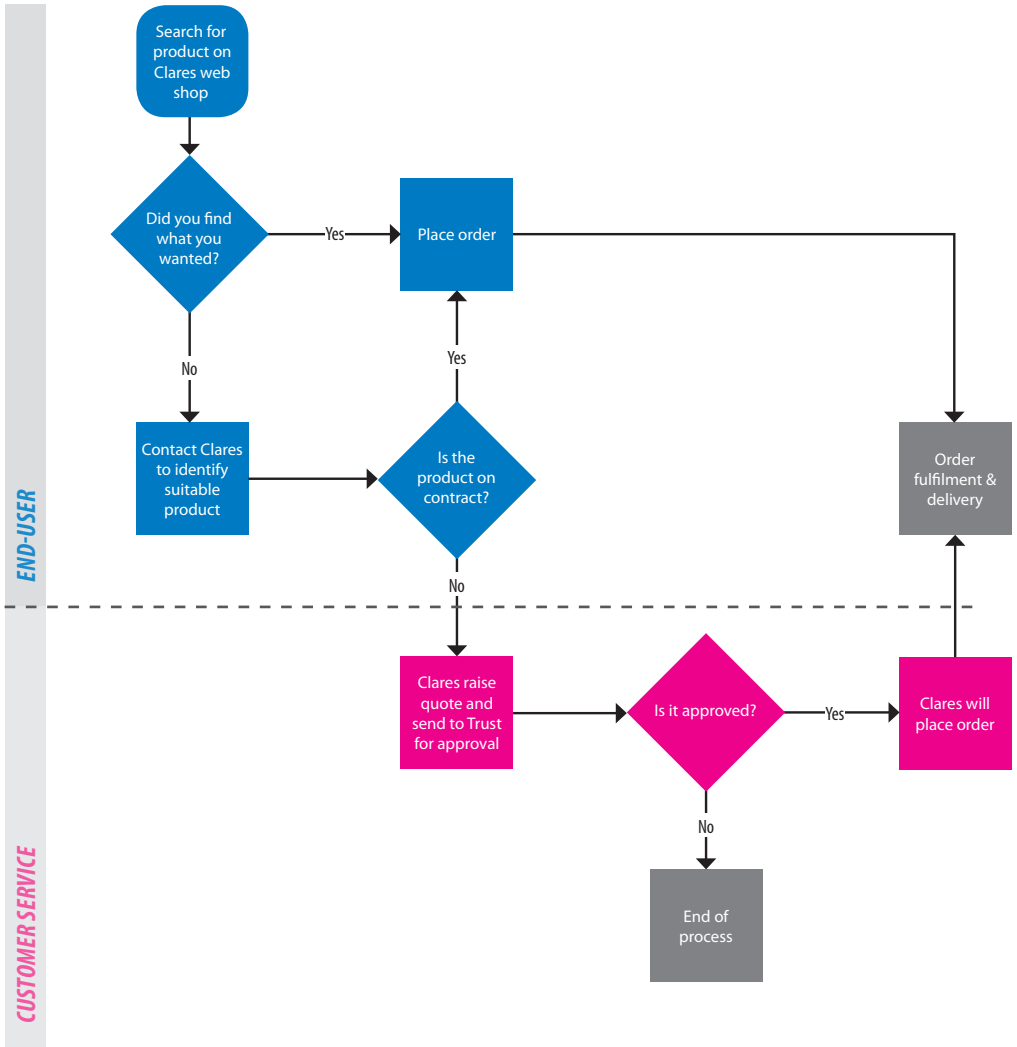 Search for
product on
Clares web
shop
Did you find
what you
wanted?
Yes
Place order
No
Yes
Contact Clares
to identify
suitable
product
Is the
product on
contract?
Order
fulfilment &
delivery
END-USER
No
Clares raise
quote and
send to Trust
for approval
Is it approved?
Yes
Clares will
place order
No
End of
process
CUSTOMER SERVICE